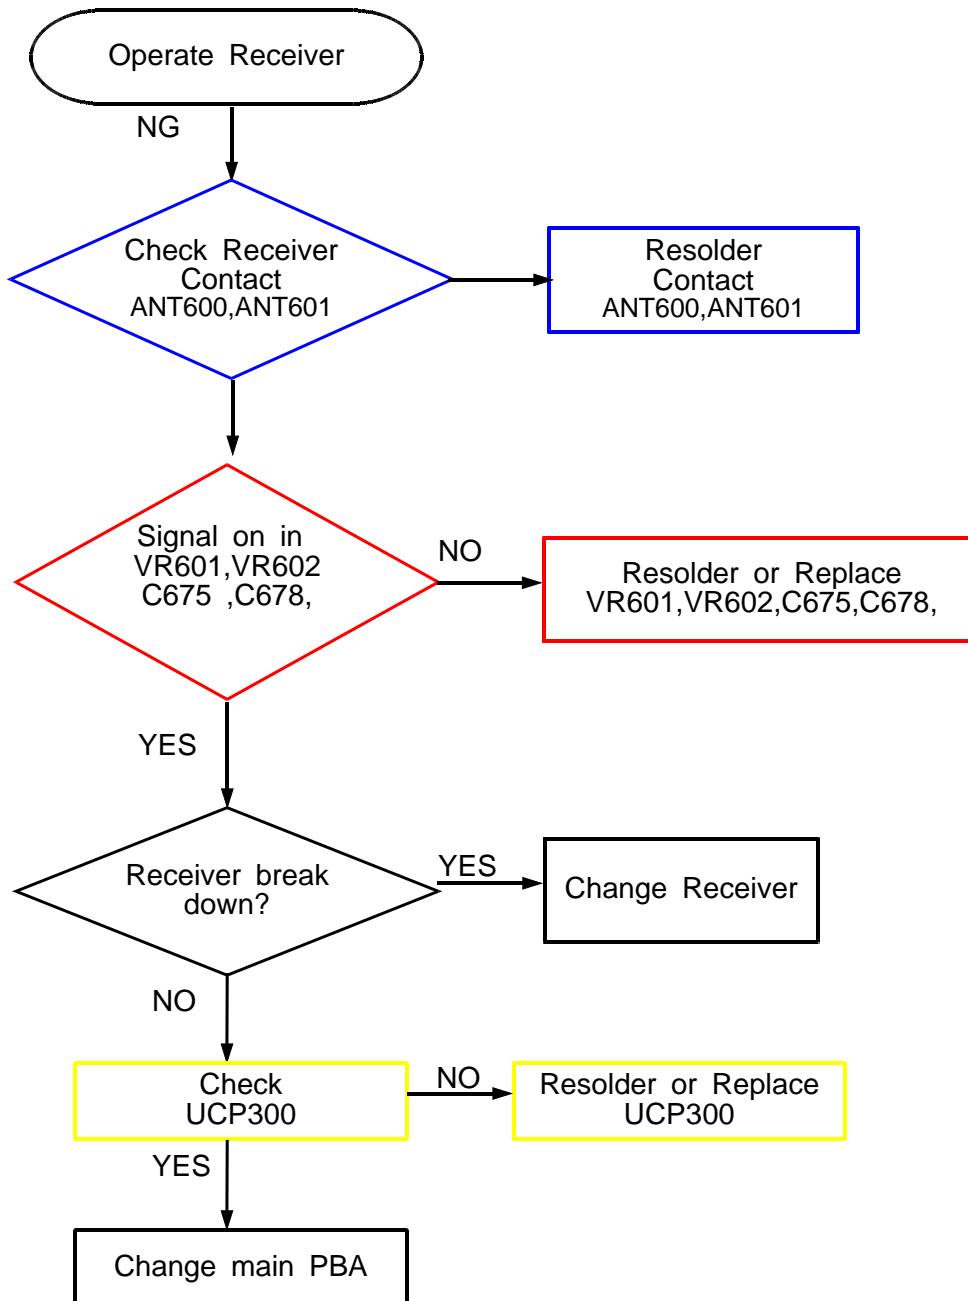 Operate Receiver
NG
Check Receiver
Contact
ANT600,ANT601
Resolder
Contact
ANT600,ANT601
Signal on in
VR601,VR602
C675 ,C678,
NO
Resolder or Replace
VR601,VR602,C675,C678,
YES
Receiver break
down?
YES
Change Receiver
NO
Check
UCP300
NO
Resolder or Replace
UCP300
YES
Change main PBA